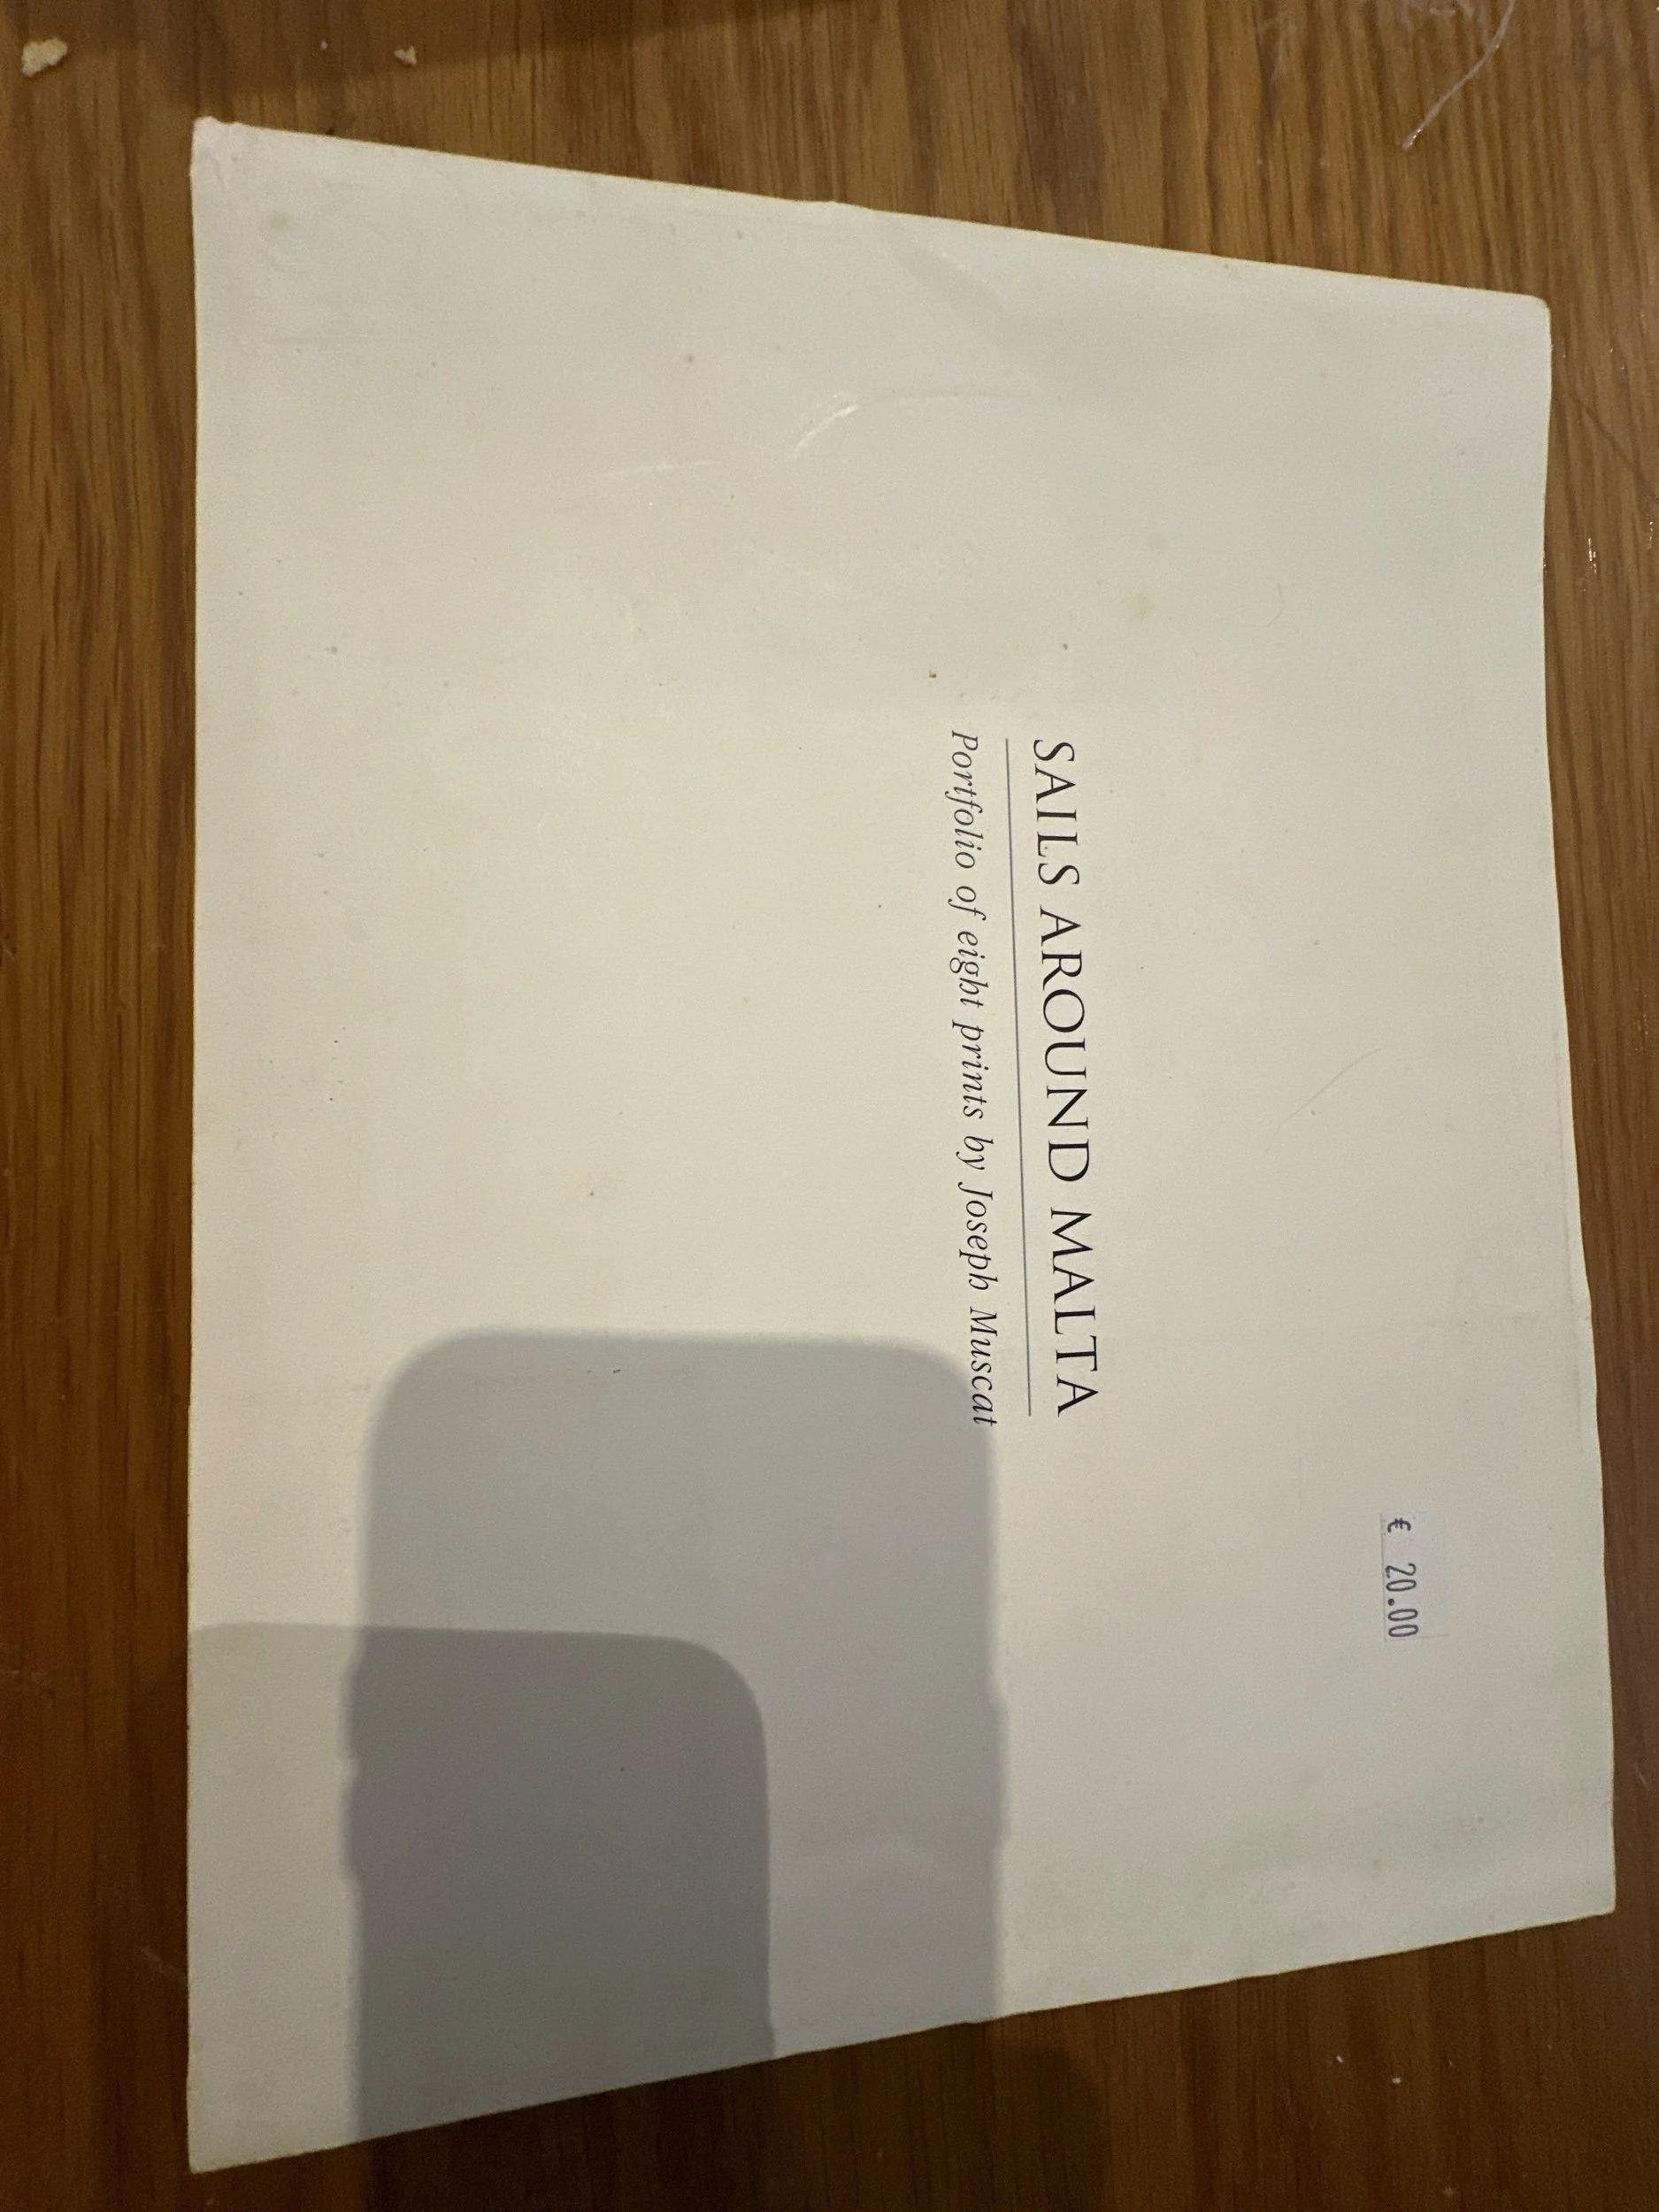 € 20.00
SAILS AROUND MALTA
Portfolio of eight prints by Joseph Muscat